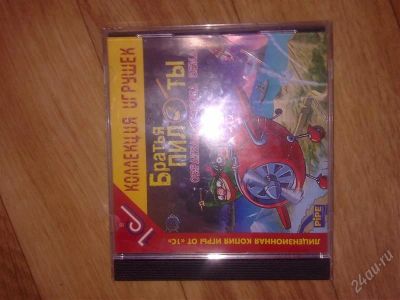 КОЛЛЕКЦИЯ ИГРУШЕК
Братья
ПИЛОТЫ
1С
PIPE
ЛИЦЕНЗИОННАЯ КОПИЯ ИГРЫ ОТ «1С»
24au.ru